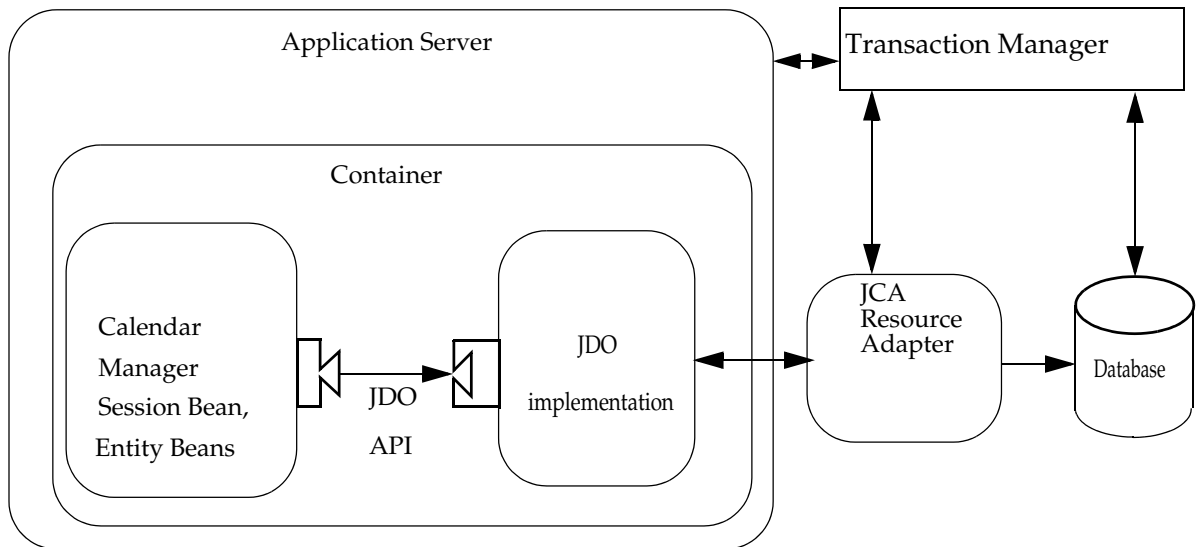 Application Server
Transaction Manager
Container
Calendar
Manager
Session Bean,
Entity Beans
JDO
API
JDO
implementation
JCA
Resource
Adapter
Database